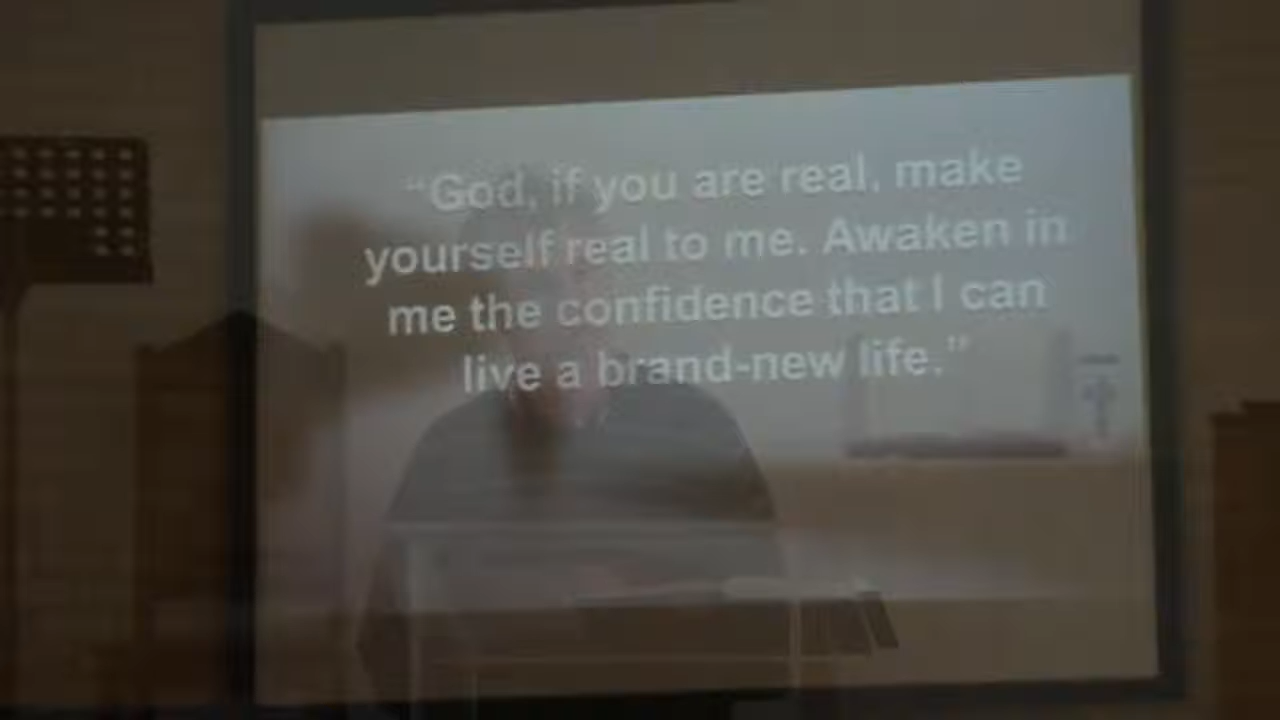 “God, if you are real, make
yourself real to me. Awaken in
me the confidence that I can
live a brand-new life.”